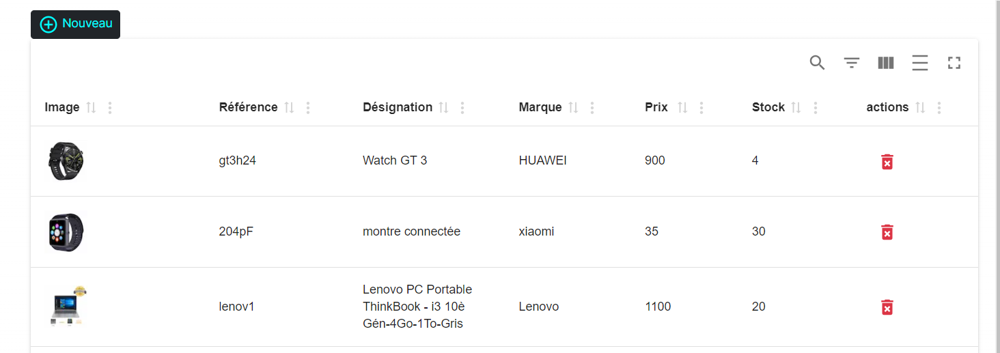 Nouveau
Image Référence Désignation Marque Prix Stock actions
gt3h24 Watch GT 3 HUAWEI 900 4
204pF montre connectée xiaomi 35 30
Lenovo PC Portable
lenov1 ThinkBook - i3 10è Lenovo 1100 20
Gén-4Go-1To-Gris